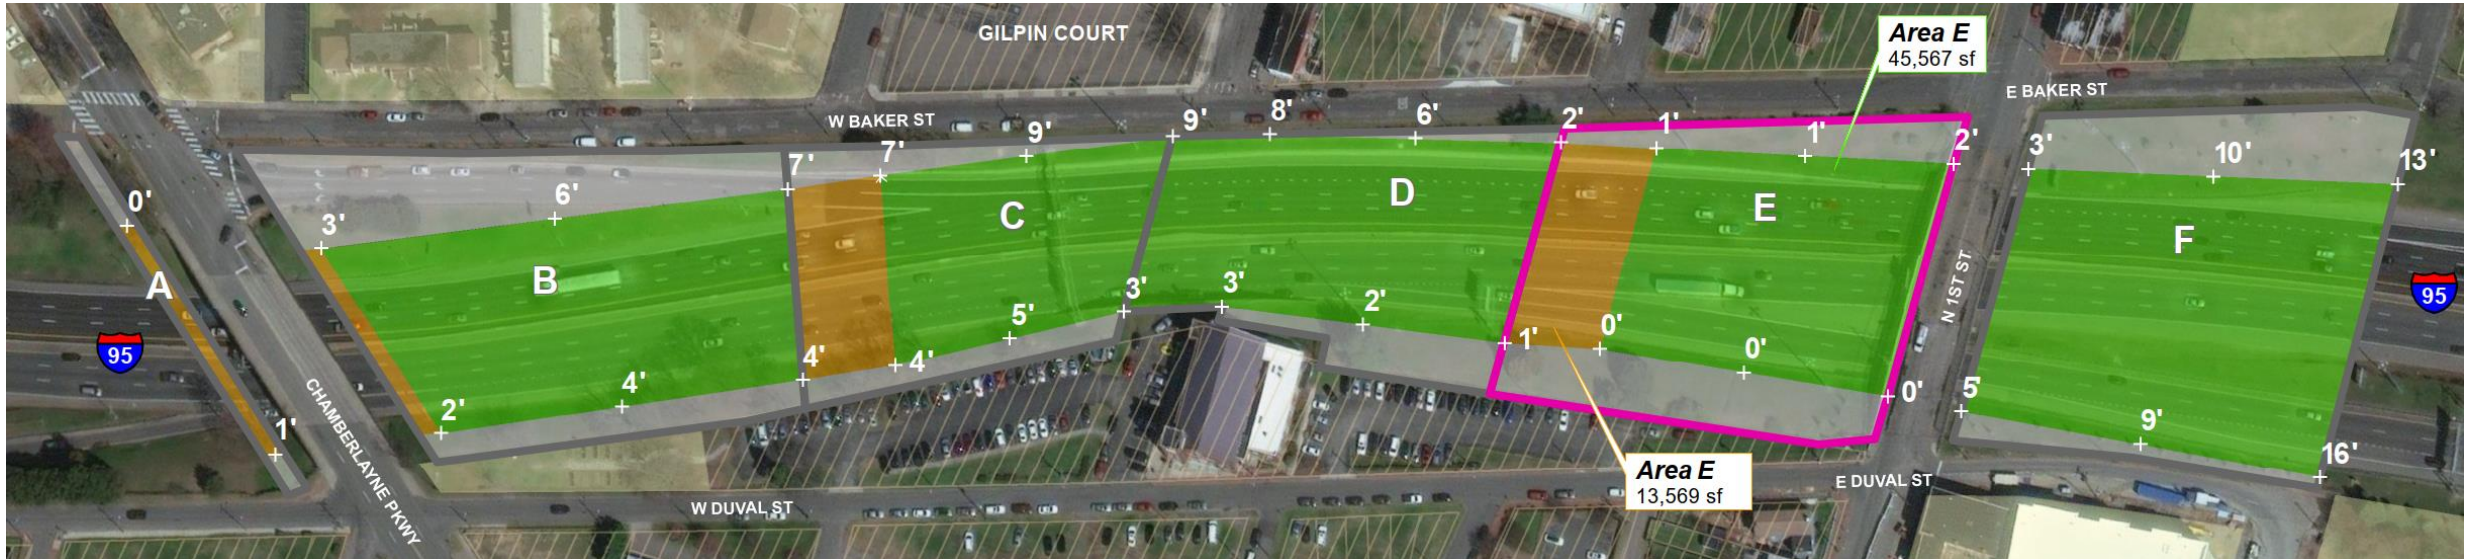 GILPIN COURT
Area E
45,567 sf
E BAKER ST
W BAKER ST
9'
9'
8'
6'
2'
1'
1'
2'
3'
10'
13'
7'
7'
6'
3'
0'
A
B
C
D
E
F
N 1ST ST
95
95
CHAMBERLAYNE PKWY
1'
2'
4'
4'
4'
5'
3'
3'
2'
1'
0'
0'
0'
5'
9'
16'
Area E
13,569 sf
E DUVAL ST
W DUVAL ST